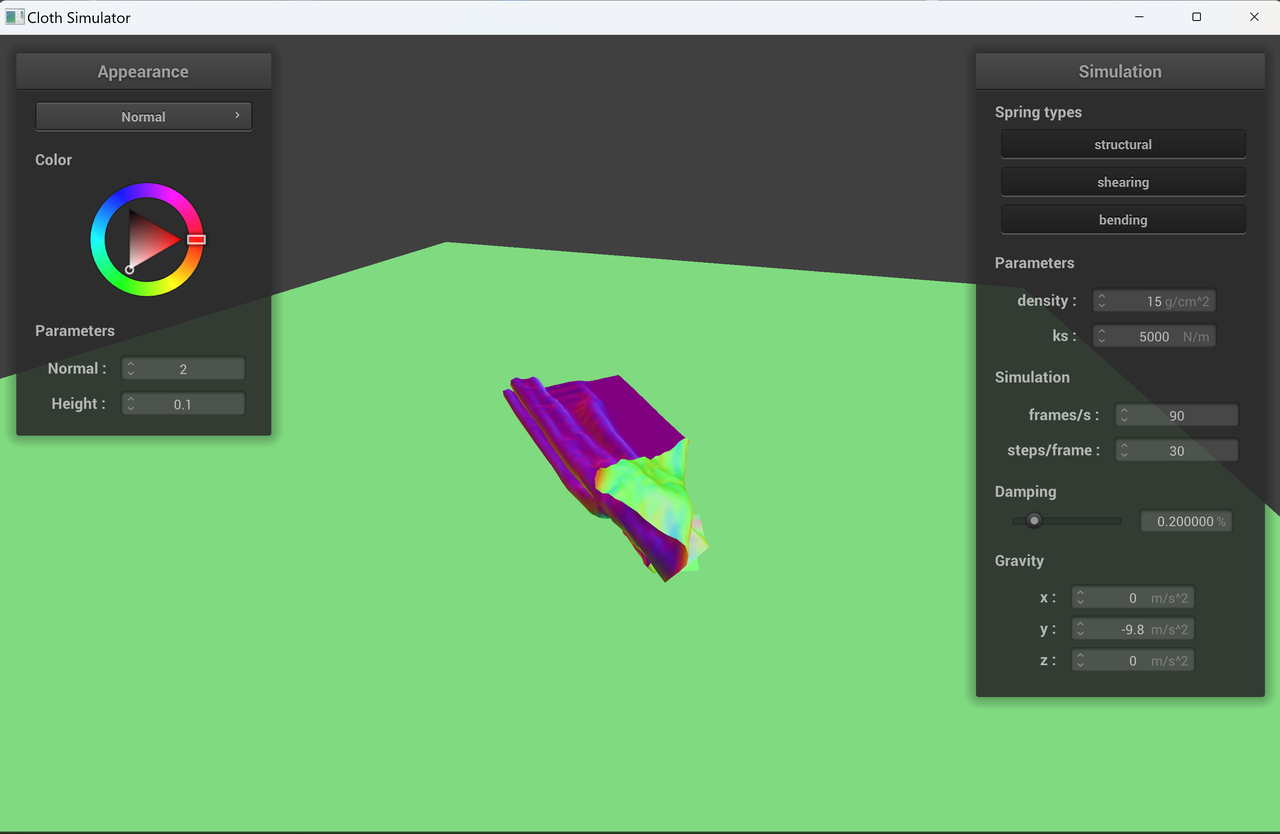 Cloth Simulator
Appearance
Normal
Color
Parameters
Normal : 2
Height : 0.1
Simulation
Spring types
structural
shearing
bending
Parameters
density : 15 g/cm^2
ks : 5000 N/m
Simulation
frames/s : 90
steps/frame : 30
Damping
0.200000 %
Gravity
x : 0 m/s^2
y : -9.8 m/s^2
z : 0 m/s^2